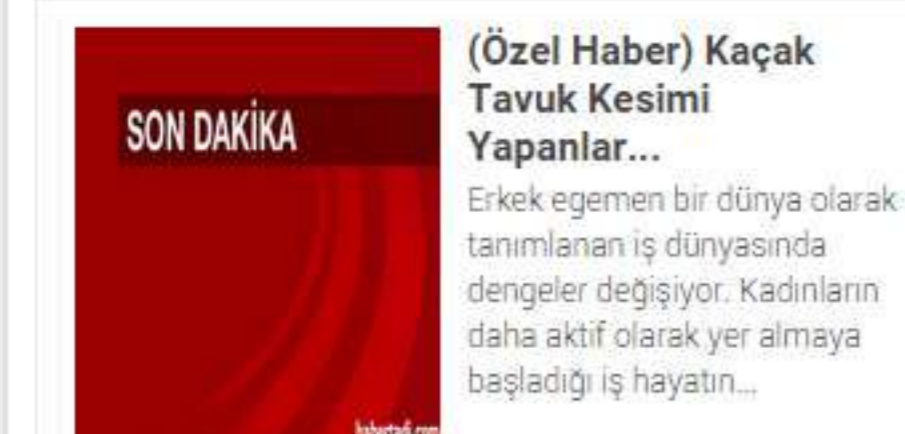 SON DAKİKA
(Özel Haber) Kaçak
Tavuk Kesimi
Yapanlar...
Erkek egemen bir dünya olarak
tanımlanan iş dünyasında
dengeler değişiyor. Kadınların
daha aktif olarak yer almaya
başladığı iş hayatın...